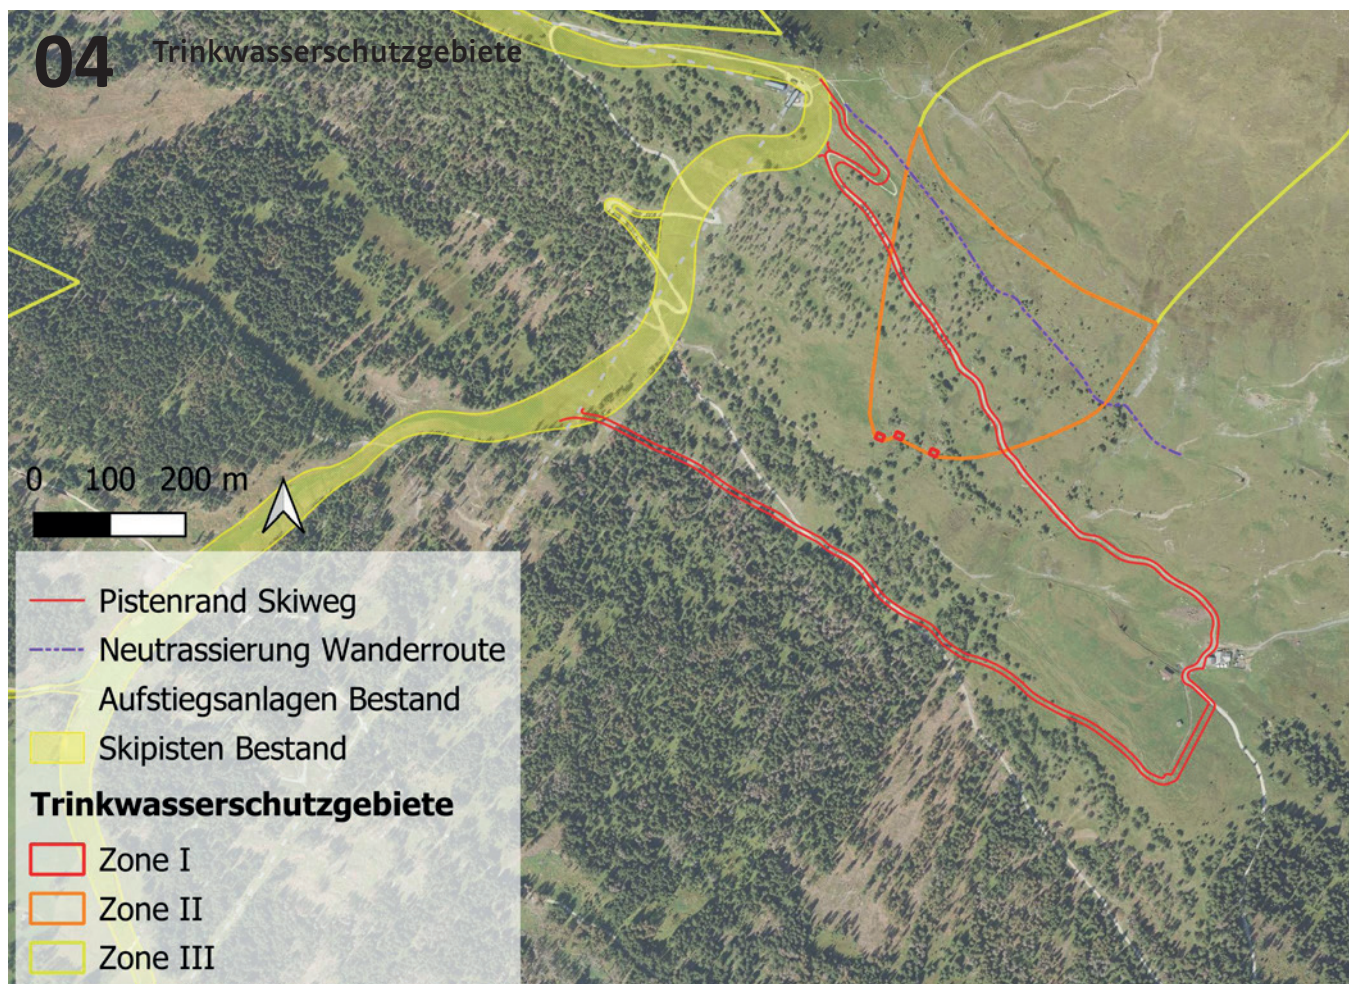 04 Trinkwasserschutzgebiete
0 100 200 m
Pistenrand Skiweg
Neutrassierung Wanderroute
Aufstiegsanlagen Bestand
Skipisten Bestand
Trinkwasserschutzgebiete
Zone I
Zone II
Zone III